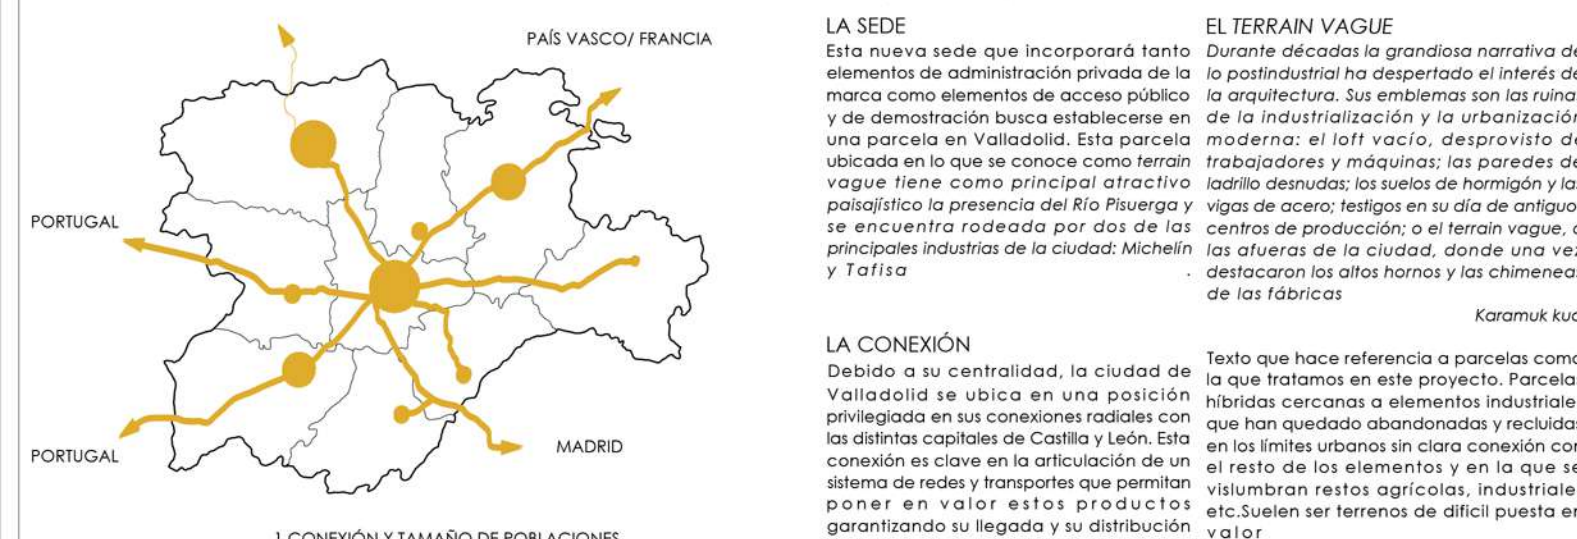 PAÍS VASCO/ FRANCIA
PORTUGAL
PORTUGAL
MADRID
1 CONEXIÓN Y TAMAÑO DE POBLACIONES
LA SEDE
Esta nueva sede que incorporará tanto
elementos de administración privada de la
marca como elementos de acceso público
y de demostración busca establecerse en
una parcela en Valladolid. Esta parcela
ubicada en lo que se conoce como terrain
vague tiene como principal atractivo
paisajístico la presencia del Río Pisuerga y
se encuentra rodeada por dos de las
principales industrias de la ciudad: Michelín
y Tafisa .
LA CONEXIÓN
Debido a su centralidad, la ciudad de
Valladolid se ubica en una posición
privilegiada en sus conexiones radiales con
las distintas capitales de Castilla y León. Esta
conexión es clave en la articulación de un
sistema de redes y transportes que permitan
poner en valor estos productos
garantizando su llegada y su distribución
EL TERRAIN VAGUE
Durante décadas la grandiosa narrativa de
lo postindustrial ha despertado el interés de
la arquitectura. Sus emblemas son las ruinas
de la industrialización y la urbanización
moderna: el loft vacío, desprovisto de
trabajadores y máquinas; las paredes de
ladrillo desnudas; los suelos de hormigón y las
vigas de acero; testigos en su día de antiguo
centros de producción; o el terrain vague,
las afueras de la ciudad, donde una vez
destacaron los altos hornos y las chimeneas
de las fábricas
Karamuk kuo
Texto que hace referencia a parcelas como
la que tratamos en este proyecto. Parcelas
híbridas cercanas a elementos industriale
que han quedado abandonadas y recluidas
en los límites urbanos sin clara conexión con
el resto de los elementos y en la que se
vislumbran restos agrícolas, industriale
etc.Suelen ser terrenos de dificil puesta en
valor